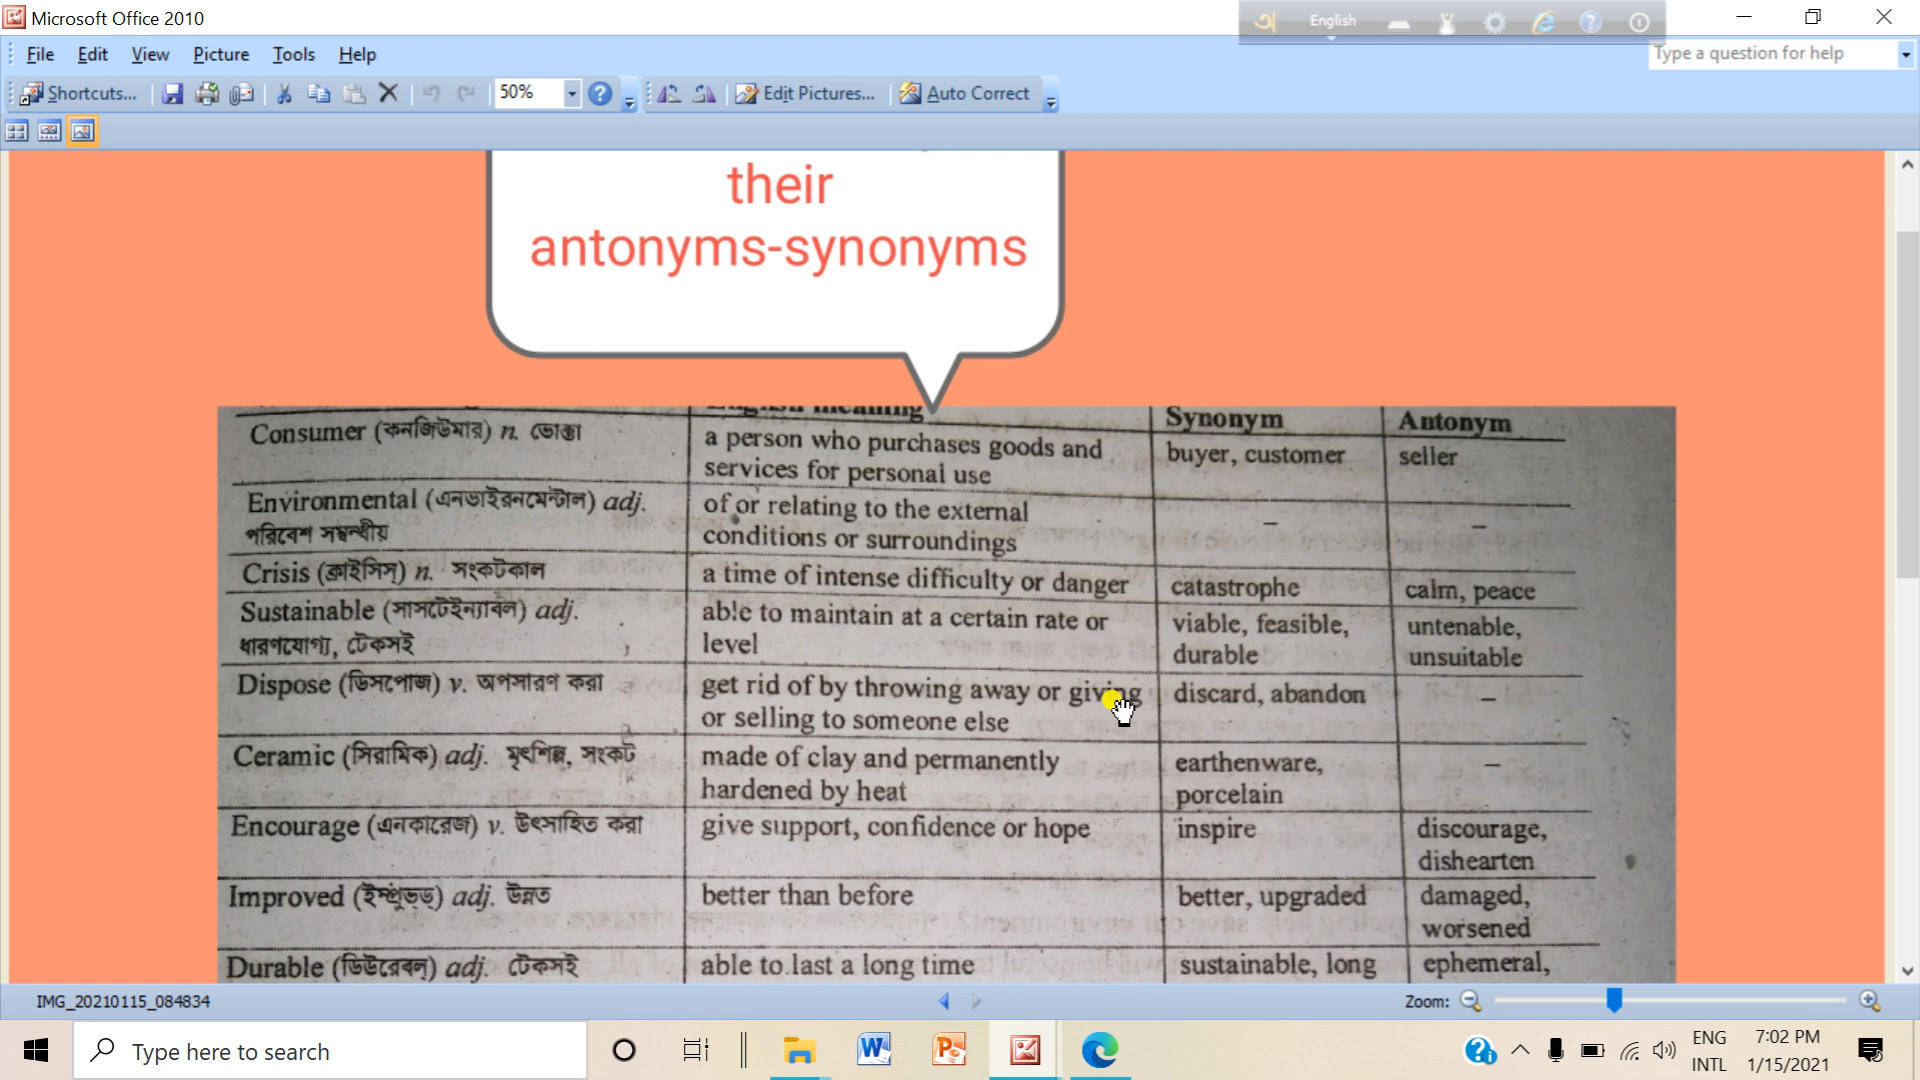 Microsoft Office 2010
English
File Edit View Picture Tools Help
Type a question for help
Shortcuts... 50% Edit Pictures... Auto Correct
their
antonyms-synonyms
English meaning Synonym Antonym
Consumer (কনজিউমার) n. ভোক্তা a person who purchases goods and buyer, customer seller
services for personal use
Environmental (এনভাইরনমেন্টাল) adj. of or relating to the external – –
পরিবেশ সম্বন্ধীয় conditions or surroundings
Crisis (ক্রাইসিস্) n. সংকটকাল a time of intense difficulty or danger catastrophe calm, peace
Sustainable (সাসটেইন্যাবল) adj. able to maintain at a certain rate or viable, feasible, untenable,
ধারণযোগ্য, টেকসই level durable unsuitable
Dispose (ডিসপোজ) v. অপসারণ করা get rid of by throwing away or giving discard, abandon –
or selling to someone else
Ceramic (সিরামিক) adj. মৃৎশিল্প, সংকট made of clay and permanently earthenware, –
hardened by heat porcelain
Encourage (এনকারেজ) v. উৎসাহিত করা give support, confidence or hope inspire discourage,
dishearten
Improved (ইম্প্রুভ্ড) adj. উন্নত better than before better, upgraded damaged,
worsened
Durable (ডিউরেবল্) adj. টেকসই able to last a long time sustainable, long ephemeral,
IMG_20210115_084834 Zoom:
Type here to search
ENG 7:02 PM
INTL 1/15/2021